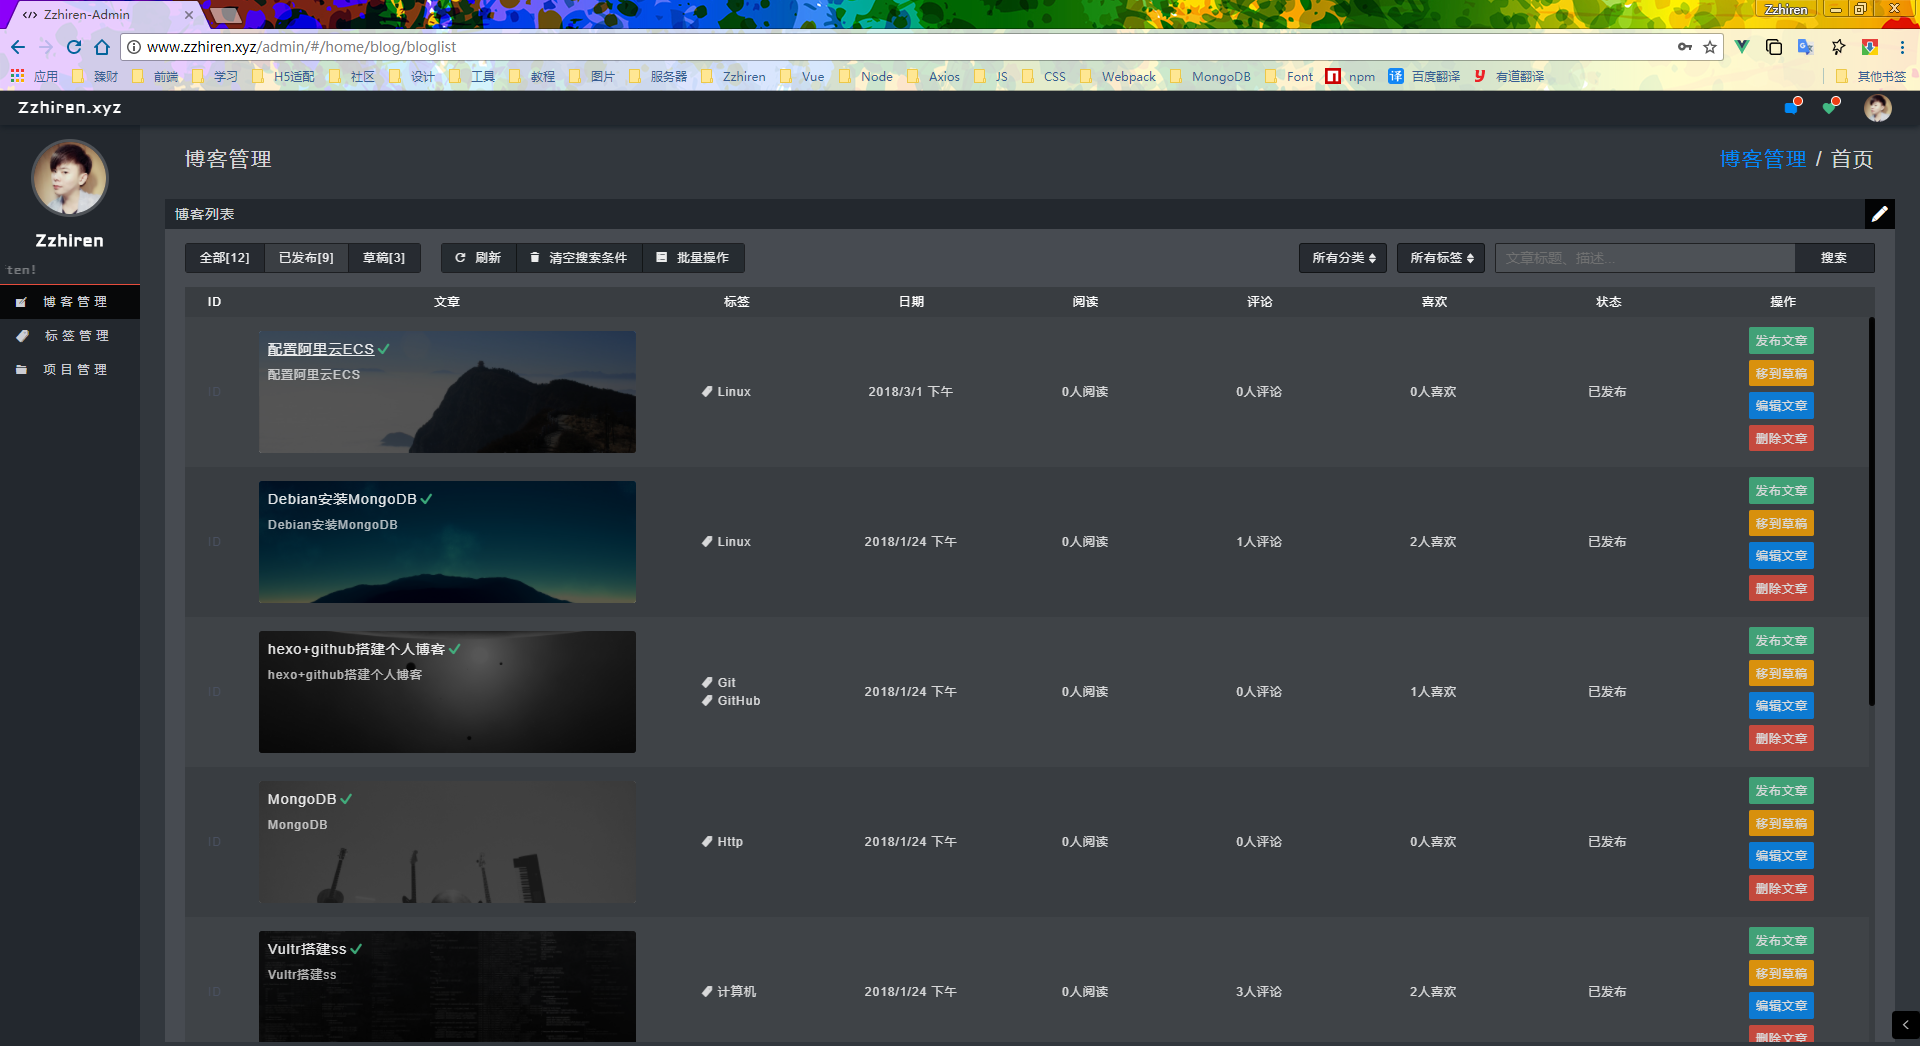 Zzhiren-Admin
Zzhiren
www.zzhiren.xyz/admin/#/home/blog/bloglist
应用 臻财 前端 学习 H5适配 社区 设计 工具 教程 图片 服务器 Zzhiren Vue Node Axios JS CSS Webpack MongoDB Font npm 百度翻译 有道翻译 其他书签
Zzhiren.xyz
博客管理
博客管理 / 首页
Zzhiren
ten!
博客管理
标签管理
项目管理
博客列表
全部[12] 已发布[9] 草稿[3] 刷新 清空搜索条件 批量操作 所有分类 所有标签 文章标题、描述... 搜索
ID 文章 标签 日期 阅读 评论 喜欢 状态 操作
配置阿里云ECS
配置阿里云ECS
ID Linux 2018/3/1 下午 0人阅读 0人评论 0人喜欢 已发布
发布文章
移到草稿
编辑文章
删除文章
Debian安装MongoDB
Debian安装MongoDB
ID Linux 2018/1/24 下午 0人阅读 1人评论 2人喜欢 已发布
发布文章
移到草稿
编辑文章
删除文章
hexo+github搭建个人博客
hexo+github搭建个人博客
Git
GitHub
ID 2018/1/24 下午 0人阅读 0人评论 1人喜欢 已发布
发布文章
移到草稿
编辑文章
删除文章
MongoDB
MongoDB
ID Http 2018/1/24 下午 0人阅读 0人评论 0人喜欢 已发布
发布文章
移到草稿
编辑文章
删除文章
Vultr搭建ss
Vultr搭建ss
ID 计算机 2018/1/24 下午 0人阅读 3人评论 2人喜欢 已发布
发布文章
移到草稿
编辑文章
删除文章